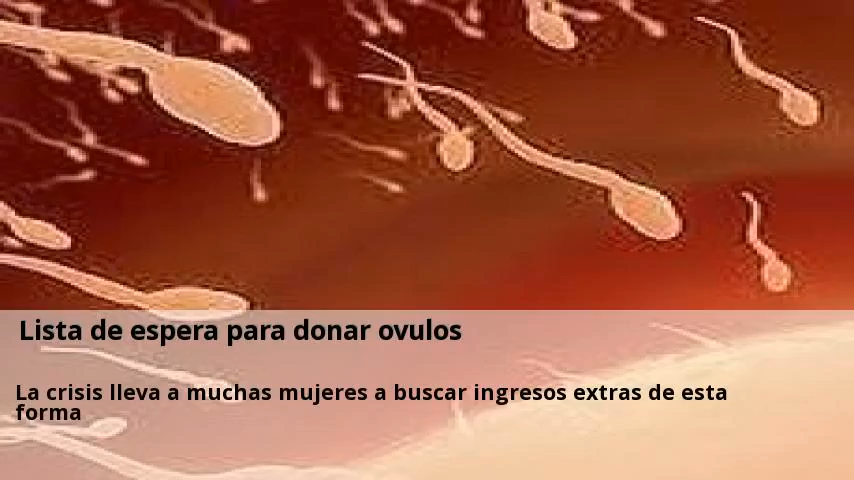 Lista de espera para donar ovulos
La crisis lleva a muchas mujeres a buscar ingresos extras de esta
forma